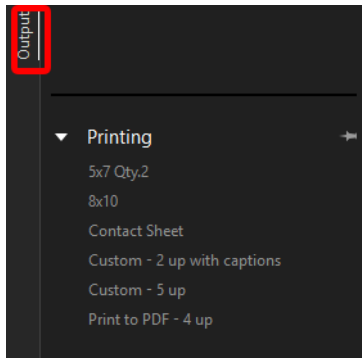 Output
Printing
5x7 Qty.2
8x10
Contact Sheet
Custom - 2 up with captions
Custom - 5 up
Print to PDF - 4 up